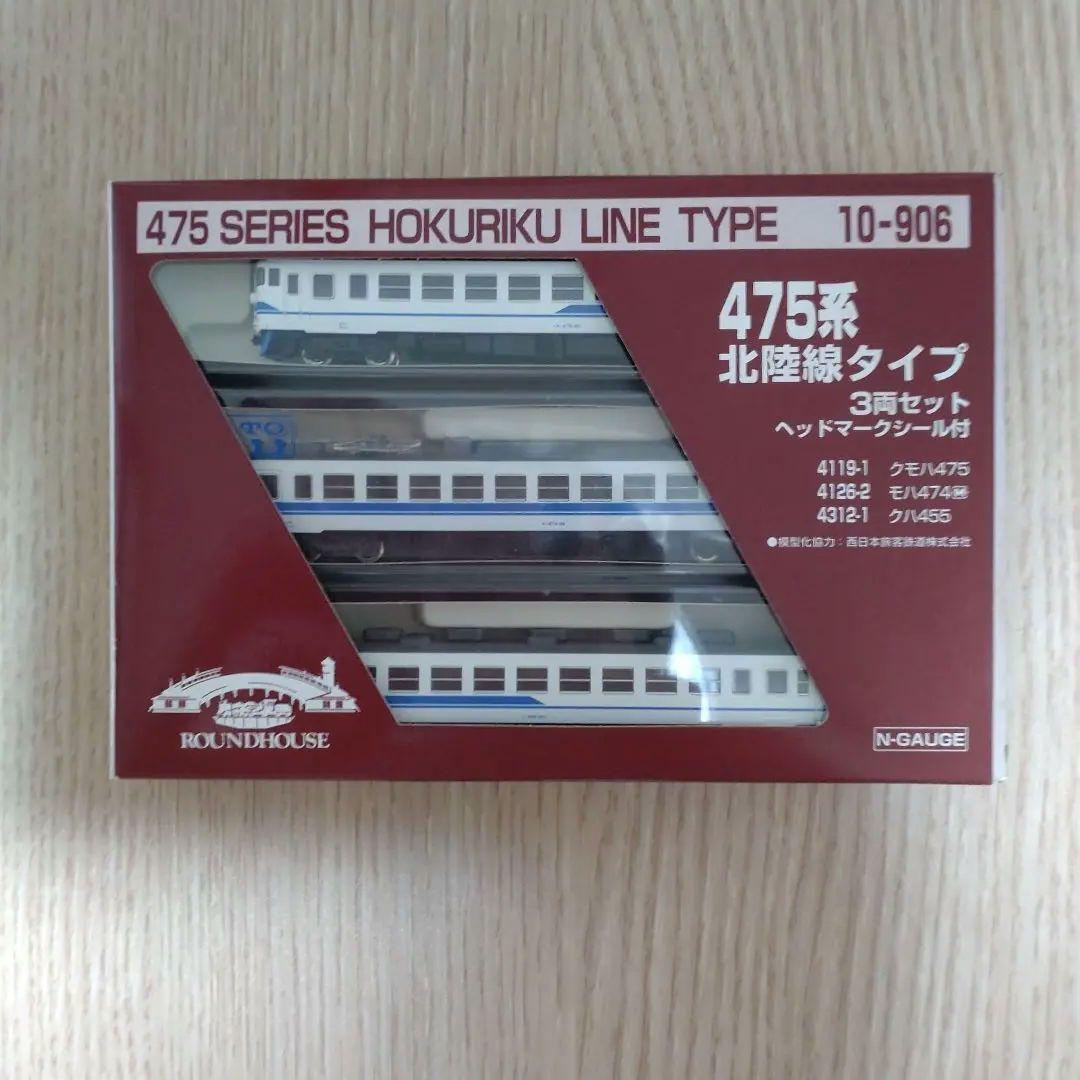 475 SERIES HOKURIKU LINE TYPE 10-906
475系
北陸線タイプ
3両セット
ヘッドマークシール付
4119-1 クモハ475
4126-2 モハ474Ⓜ
4312-1 クハ455
●模型化協力：西日本旅客鉄道株式会社
ROUNDHOUSE
N-GAUGE